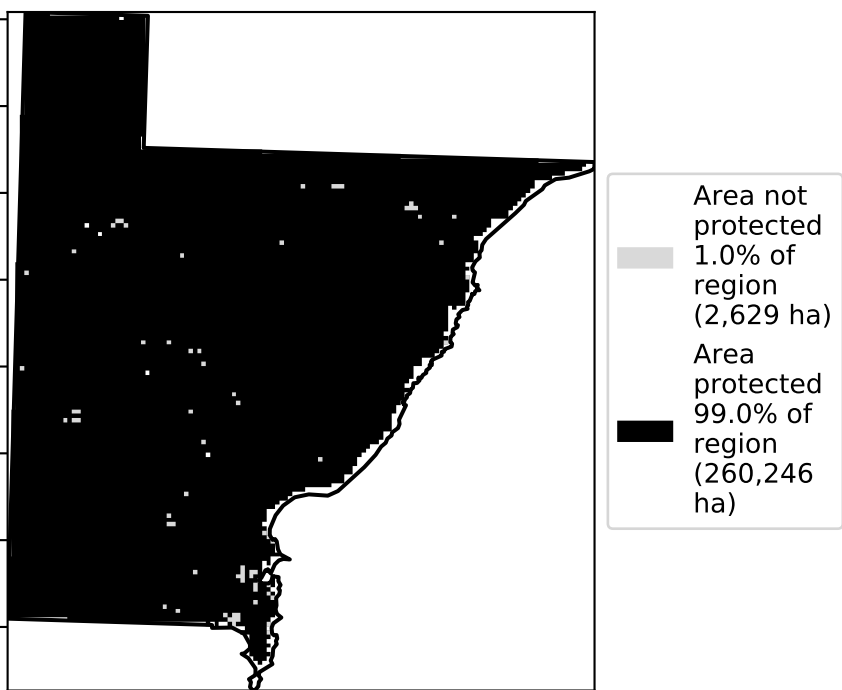 Area not
protected
1.0% of
region
(2,629 ha)
Area
protected
99.0% of
region
(260,246
ha)